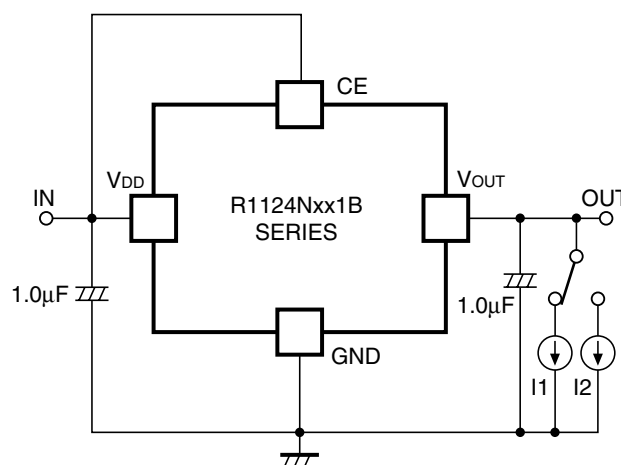 CE
VDD
VOUT
IN
OUT
R1124Nxx1B
SERIES
1.0μF
1.0μF
GND
I1
I2